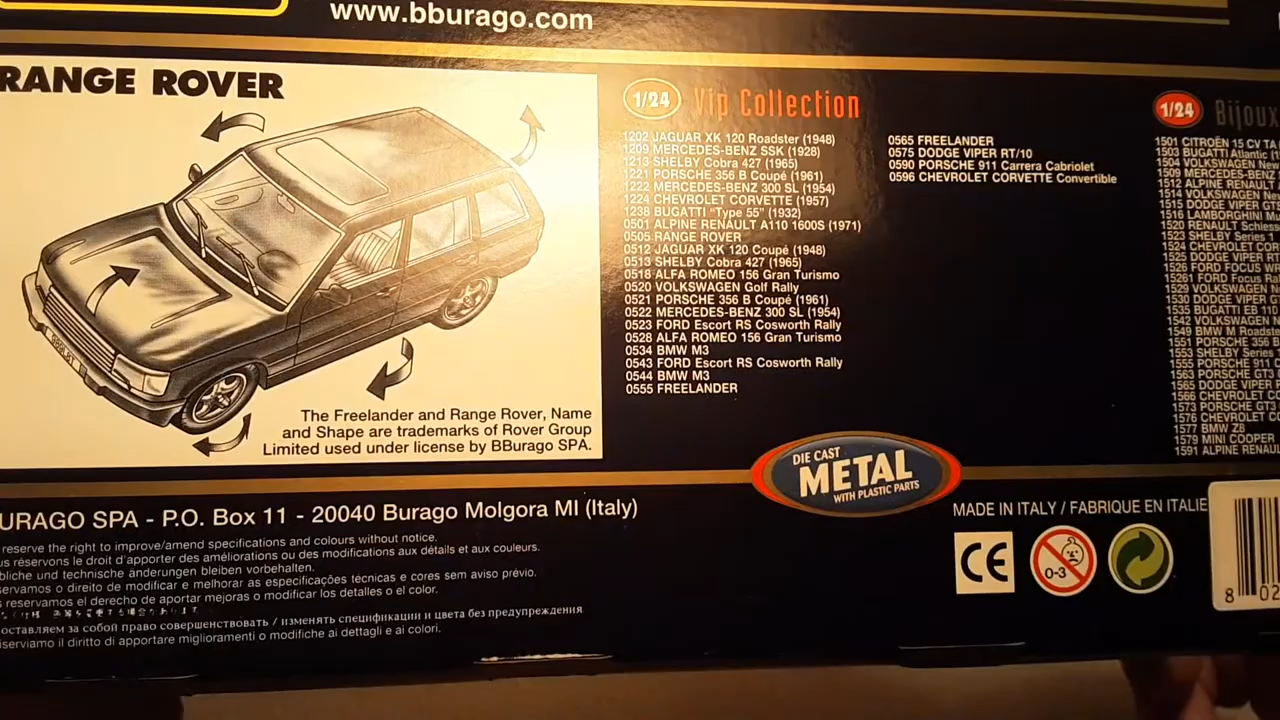 www.bburago.com
RANGE ROVER
The Freelander and Range Rover, Name
and Shape are trademarks of Rover Group
Limited used under license by BBurago SPA.
1/24 Vip Collection
1202 JAGUAR XK 120 Roadster (1948)
1209 MERCEDES-BENZ SSK (1928)
1213 SHELBY Cobra 427 (1965)
1221 PORSCHE 356 B Coupé (1961)
1222 MERCEDES-BENZ 300 SL (1954)
1224 CHEVROLET CORVETTE (1957)
1238 BUGATTI "Type 55" (1932)
0501 ALPINE RENAULT A110 1600S (1971)
0505 RANGE ROVER
0512 JAGUAR XK 120 Coupé (1948)
0513 SHELBY Cobra 427 (1965)
0518 ALFA ROMEO 156 Gran Turismo
0520 VOLKSWAGEN Golf Rally
0521 PORSCHE 356 B Coupé (1961)
0522 MERCEDES-BENZ 300 SL (1954)
0523 FORD Escort RS Cosworth Rally
0528 ALFA ROMEO 156 Gran Turismo
0534 BMW M3
0543 FORD Escort RS Cosworth Rally
0544 BMW M3
0555 FREELANDER
0565 FREELANDER
0575 DODGE VIPER RT/10
0590 PORSCHE 911 Carrera Cabriolet
0596 CHEVROLET CORVETTE Convertible
1/24 Bijoux
1501 CITROËN 15 CV TA
1503 BUGATTI Atlantic
1504 VOLKSWAGEN New
1509 MERCEDES-BENZ
1512 ALPINE RENAULT
1514 VOLKSWAGEN New
1515 DODGE VIPER GTS
1516 LAMBORGHINI
1520 RENAULT
1523 SHELBY Series 1
1524 CHEVROLET COR
1525 DODGE VIPER RT
1526 FORD FOCUS
15261 FORD Focus
1529 VOLKSWAGEN
1530 DODGE VIPER
1535 BUGATTI EB 110
1542 VOLKSWAGEN
1549 BMW M Roadste
1551 PORSCHE 356 B
1553 SHELBY Series
1555 PORSCHE 911
1563 PORSCHE GT3
1565 DODGE VIPER
1566 CHEVROLET
1573 PORSCHE GT3
1576 CHEVROLET
1577 BMW Z8
1579 MINI COOPER
1591 ALPINE RENAUL
DIE CAST
METAL
WITH PLASTIC PARTS
URAGO SPA - P.O. Box 11 - 20040 Burago Molgora MI (Italy)
reserve the right to improve/amend specifications and colours without notice.
us réservons le droit d'apporter des améliorations ou des modifications aux détails et aux couleurs.
bliche und technische änderungen bleiben vorbehalten.
servamos o direito de modificar e melhorar as especificações técnicas e cores sem aviso prévio.
s reservamos el derecho de aportar mejoras o modificar los detalles o el color.
оставляем за собой право совершенствовать / изменять спецификации и цвета без предупреждения
iserviamo il diritto di apportare miglioramenti o modifiche ai dettagli e ai colori.
MADE IN ITALY / FABRIQUE EN ITALIE
CE
0-3
8 02